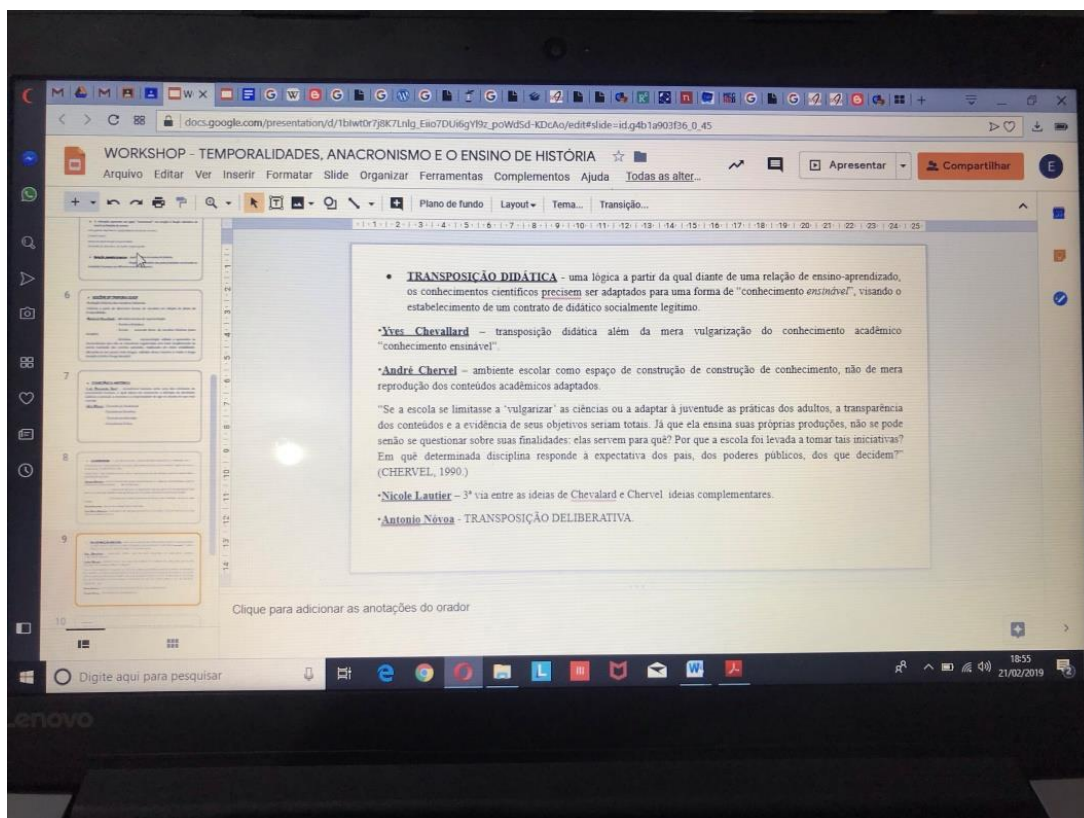 docs.google.com/presentation/d/1bIwt0r7j8K7Lnlg_Eiio7DUi6gYI9z_poWdSd-KDcAo/edit#slide=id.g4b1a903f36_0_45
WORKSHOP - TEMPORALIDADES, ANACRONISMO E O ENSINO DE HISTÓRIA
Apresentar
Compartilhar
E
Arquivo Editar Ver Inserir Formatar Slide Organizar Ferramentas Complementos Ajuda Todas as alter...
Plano de fundo Layout Tema... Transição...
• TRANSPOSIÇÃO DIDÁTICA - uma lógica a partir da qual diante de uma relação de ensino-aprendizado,
os conhecimentos científicos precisem ser adaptados para uma forma de "conhecimento ensinável", visando o
estabelecimento de um contrato de didático socialmente legítimo.
•Yves Chevallard – transposição didática além da mera vulgarização do conhecimento acadêmico
"conhecimento ensinável".
•André Chervel – ambiente escolar como espaço de construção de construção de conhecimento, não de mera
reprodução dos conteúdos acadêmicos adaptados.
"Se a escola se limitasse a 'vulgarizar' as ciências ou a adaptar à juventude as práticas dos adultos, a transparência
dos conteúdos e a evidência de seus objetivos seriam totais. Já que ela ensina suas próprias produções, não se pode
senão se questionar sobre suas finalidades: elas servem para quê? Por que a escola foi levada a tomar tais iniciativas?
Em quê determinada disciplina responde à expectativa dos pais, dos poderes públicos, dos que decidem?"
(CHERVEL, 1990.)
•Nicole Lautier – 3ª via entre as ideias de Chevalard e Chervel ideias complementares.
•Antonio Nóvoa - TRANSPOSIÇÃO DELIBERATIVA.
6
7
8
9
10
Clique para adicionar as anotações do orador
Digite aqui para pesquisar
18:55
21/02/2019
lenovo